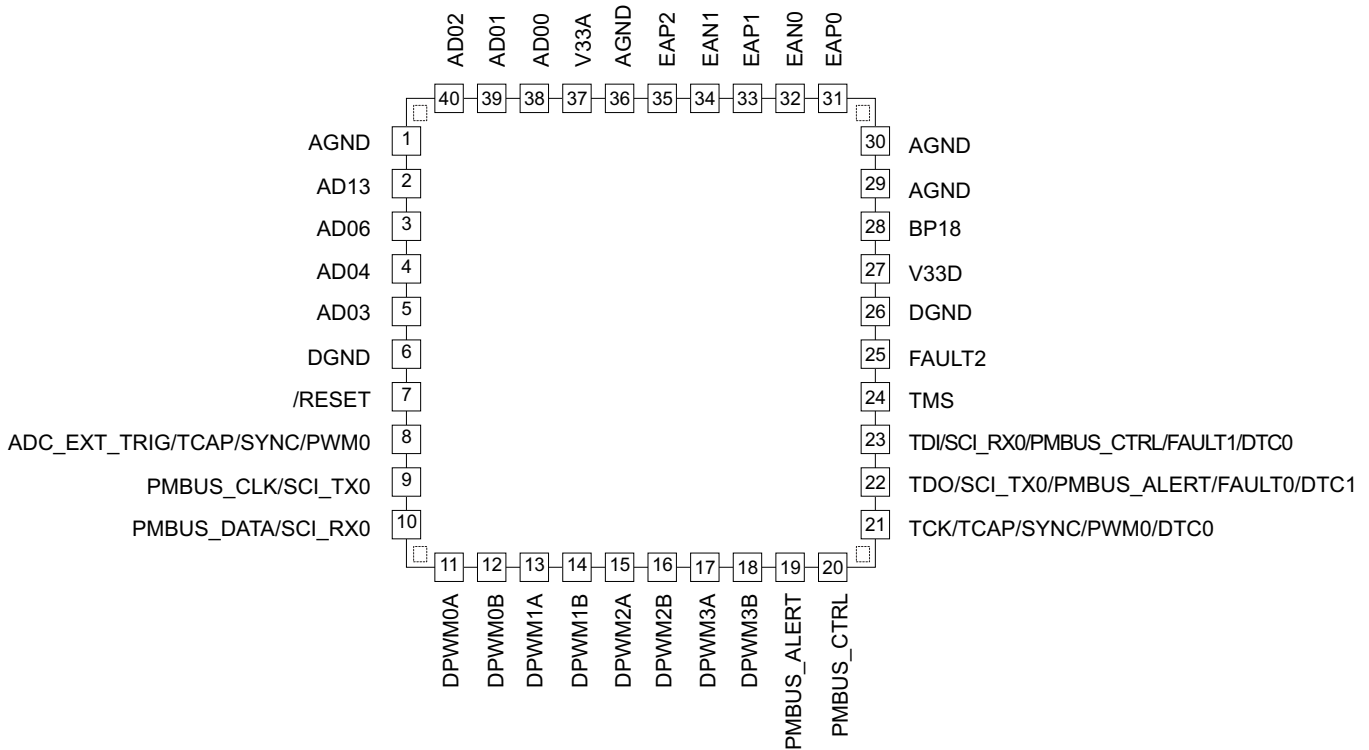 AD02
AD01
AD00
V33A
AGND
EAP2
EAN1
EAP1
EAN0
EAP0
40
39
38
37
36
35
34
33
32
31
AGND 1
AD13 2
AD06 3
AD04 4
AD03 5
DGND 6
/RESET 7
ADC_EXT_TRIG/TCAP/SYNC/PWM0 8
PMBUS_CLK/SCI_TX0 9
PMBUS_DATA/SCI_RX0 10
30 AGND
29 AGND
28 BP18
27 V33D
26 DGND
25 FAULT2
24 TMS
23 TDI/SCI_RX0/PMBUS_CTRL/FAULT1/DTC0
22 TDO/SCI_TX0/PMBUS_ALERT/FAULT0/DTC1
21 TCK/TCAP/SYNC/PWM0/DTC0
11
12
13
14
15
16
17
18
19
20
DPWM0A
DPWM0B
DPWM1A
DPWM1B
DPWM2A
DPWM2B
DPWM3A
DPWM3B
PMBUS_ALERT
PMBUS_CTRL